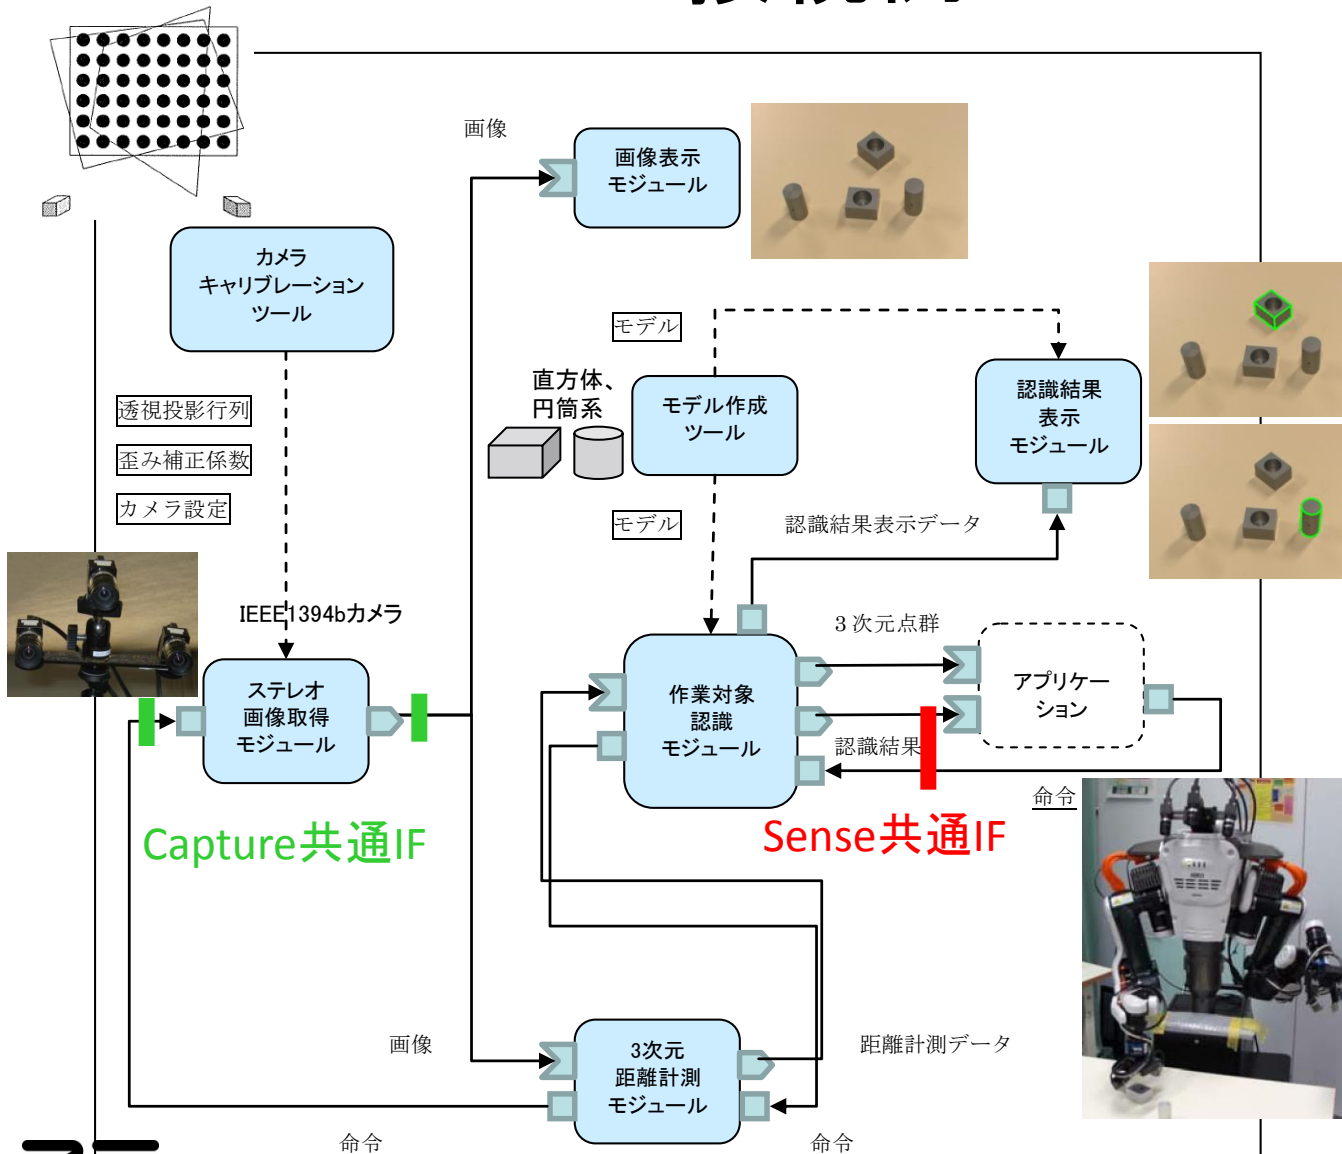 画像
画像表示
モジュール
カメラ
キャリブレーション
ツール
モデル
直方体、
円筒系
モデル作成
ツール
認識結果
表示
モジュール
透視投影行列
歪み補正係数
カメラ設定
モデル
認識結果表示データ
IEEE1394bカメラ
3次元点群
ステレオ
画像取得
モジュール
作業対象
認識
モジュール
アプリケー
ション
認識結果
命令
Capture共通IF
Sense共通IF
画像
3次元
距離計測
モジュール
距離計測データ
命令
命令